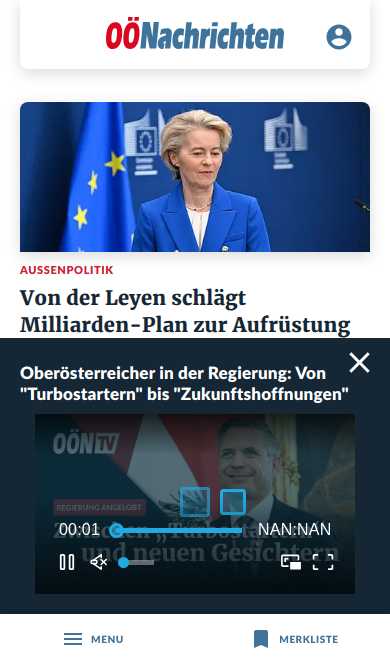 OÖNachrichten
AUSSENPOLITIK
Von der Leyen schlägt
Milliarden-Plan zur Aufrüstung
Oberösterreicher in der Regierung: Von
"Turbostartern" bis "Zukunftshoffnungen"
OÖN TV
REGIERUNG ANGELOBT
Zwischen „Turbostartern"
und neuen Gesichtern
00:01
NAN:NAN
MENU
MERKLISTE